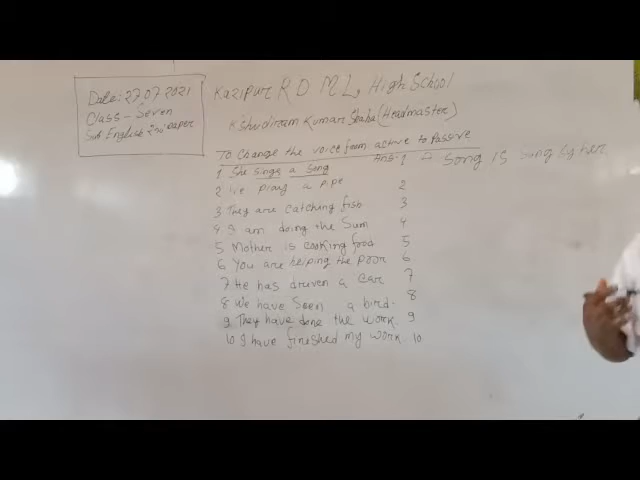 Date: 27.07.2021
Class - Seven
Sub English 2nd paper
Kazipur R D M L High School
Kshudiram Kumar Shaha (Headmaster)
To Change the voice from active to Passive
1 She sings a Song
Ans: 1 A song is sung by her
2 play a pipe 2
3 They are catching fish 3
4 I am doing the Sum 4
5 Mother is cooking food 5
6 You are helping the poor 6
7 He has driven a car 7
8 We have Seen a bird. 8
9 They have done the work. 9
10 I have finished my work. 10